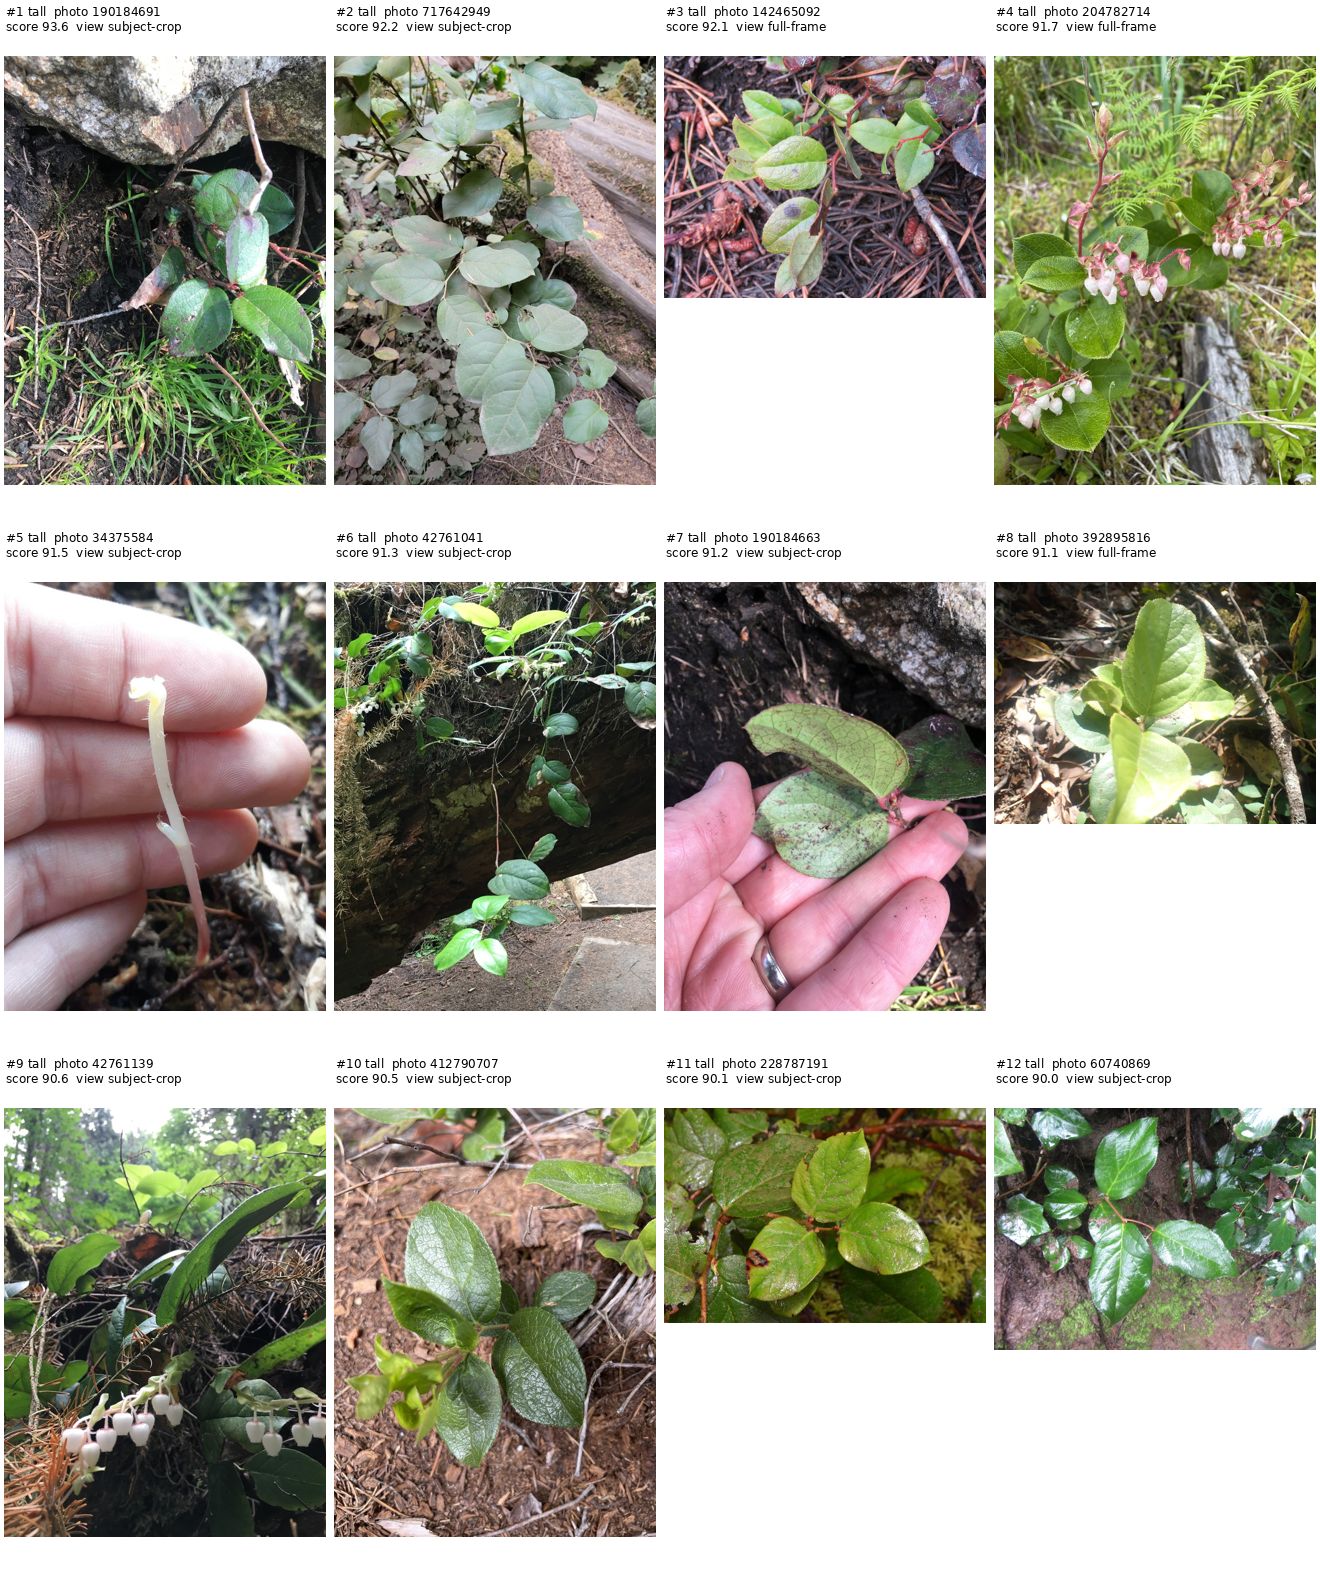 #1 tall  photo 190184691
score 93.6  view subject-crop
#2 tall  photo 717642949
score 92.2  view subject-crop
#3 tall  photo 142465092
score 92.1  view full-frame
#4 tall  photo 204782714
score 91.7  view full-frame
#5 tall  photo 34375584
score 91.5  view subject-crop
#6 tall  photo 42761041
score 91.3  view subject-crop
#7 tall  photo 190184663
score 91.2  view subject-crop
#8 tall  photo 392895816
score 91.1  view full-frame
#9 tall  photo 42761139
score 90.6  view subject-crop
#10 tall  photo 412790707
score 90.5  view subject-crop
#11 tall  photo 228787191
score 90.1  view subject-crop
#12 tall  photo 60740869
score 90.0  view subject-crop